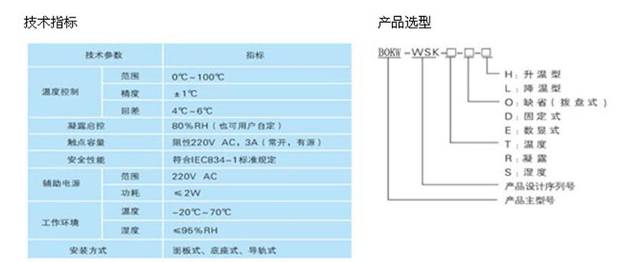 技术指标
技术参数 指标
温度控制 范围 0℃~100℃
精度 ±1℃
回差 4℃~6℃
凝露启控 80%RH(也可用户自定)
触点容量 阻性220V AC，3A(常开，有源)
安全性能 符合IEC834-1标准规定
辅助电源 范围 220V AC
功耗 ≤2W
工作环境 温度 -20℃~70℃
湿度 ≤95%RH
安装方式 面板式、底座式、导轨式
产品选型
BOKW-WSK-□-□-□
H：升温型
L：降温型
O：缺省(拨盘式)
D：固定式
E：数显式
T：温度
R：凝露
S：湿度
产品设计序列号
产品主型号